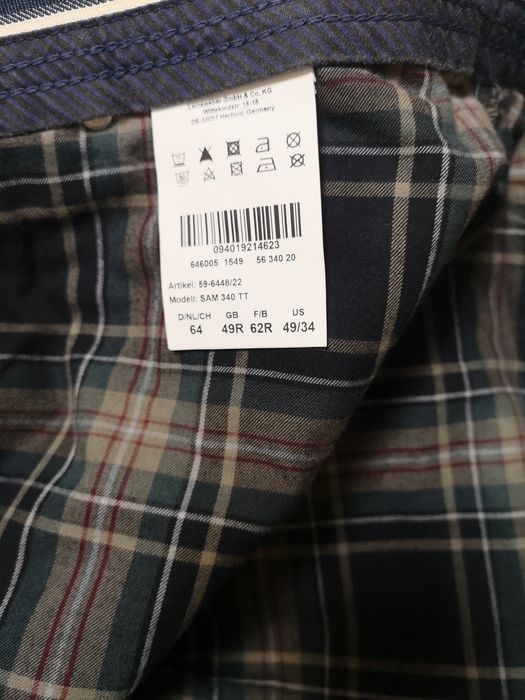 Leineweber GmbH & Co. KG
Wittekindstr. 16-18
DE-32051 Herford, Germany
094019214623
646005 1549 56 340 20
Artikel: 59-6448/22
Modell: SAM 340 TT
D/NL/CH GB F/B US
64 49R 62R 49/34